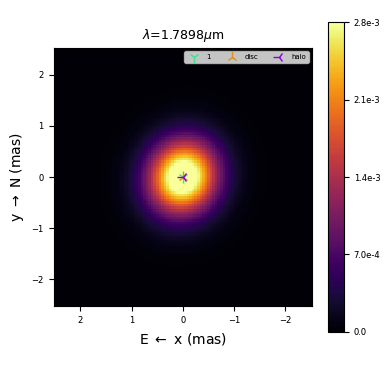 λ=1.7898μm
1 disc halo
2.8e-3
2.1e-3
1.4e-3
7.0e-4
0.0
2
1
0
−1
−2
y → N (mas)
2 1 0 −1 −2
E ← x (mas)